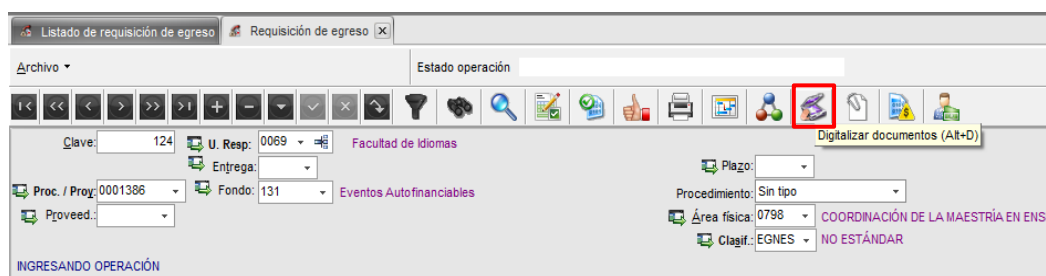 Listado de requisición de egreso Requisición de egreso
Archivo Estado operación
Digitalizar documentos (Alt+D)
Clave: 124 U. Resp: 0069 Facultad de Idiomas
Entrega: Plazo:
Proc. / Proy: 0001386 Fondo: 131 Eventos Autofinanciables Procedimiento: Sin tipo
Proveed.: Área física: 0798 COORDINACIÓN DE LA MAESTRÍA EN ENS
Clasif.: EGNES NO ESTÁNDAR
INGRESANDO OPERACIÓN